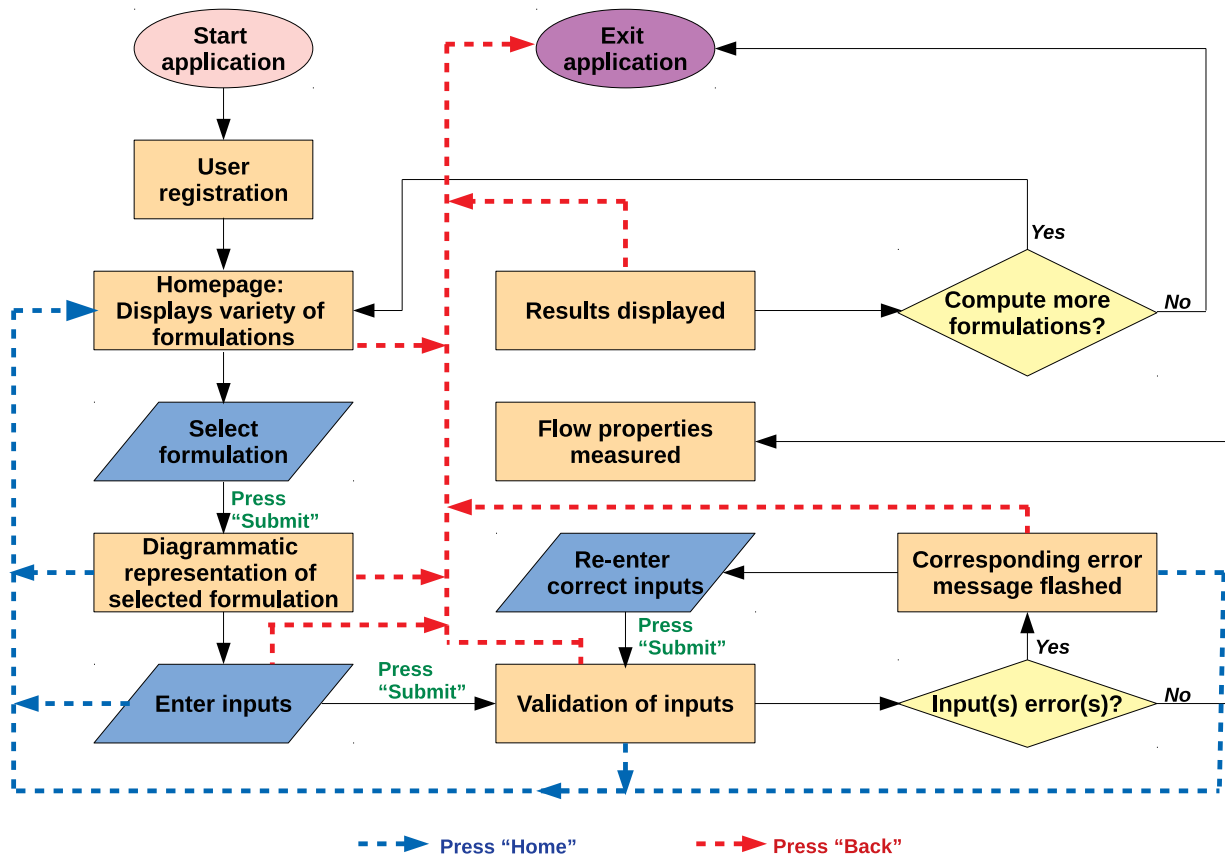 Start
application
Exit
application
User
registration
Yes
Homepage:
Displays variety of
formulations
Results displayed
Compute more
formulations?
No
Select
formulation
Flow properties
measured
Press
“Submit”
Diagrammatic
representation of
selected formulation
Re-enter
correct inputs
Corresponding error
message flashed
Press
“Submit”
Yes
Enter inputs
Press
“Submit”
Validation of inputs
Input(s) error(s)?
No
Press “Home”
Press “Back”